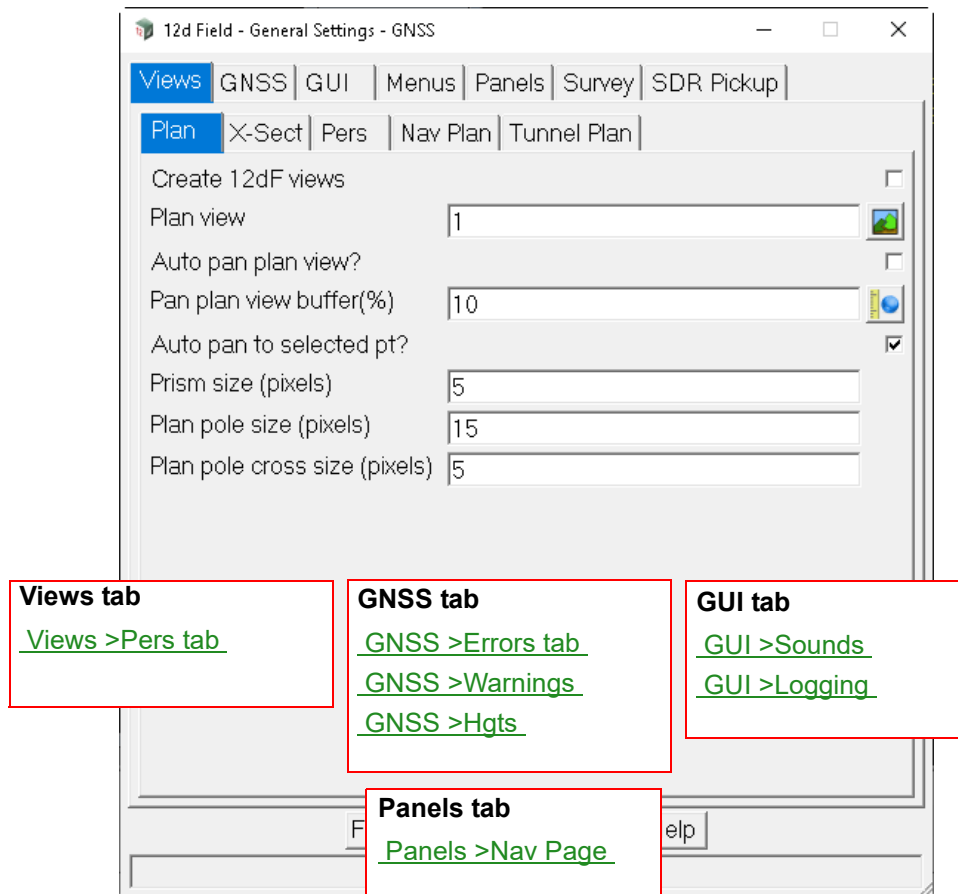 12d Field - General Settings - GNSS
Views GNSS GUI Menus Panels Survey SDR Pickup
Plan X-Sect Pers Nav Plan Tunnel Plan
Create 12dF views
Plan view 1
Auto pan plan view?
Pan plan view buffer(%) 10
Auto pan to selected pt?
Prism size (pixels) 5
Plan pole size (pixels) 15
Plan pole cross size (pixels) 5
Views tab
Views >Pers tab
GNSS tab
GNSS >Errors tab
GNSS >Warnings
GNSS >Hgts
GUI tab
GUI >Sounds
GUI >Logging
Panels tab
Panels >Nav Page